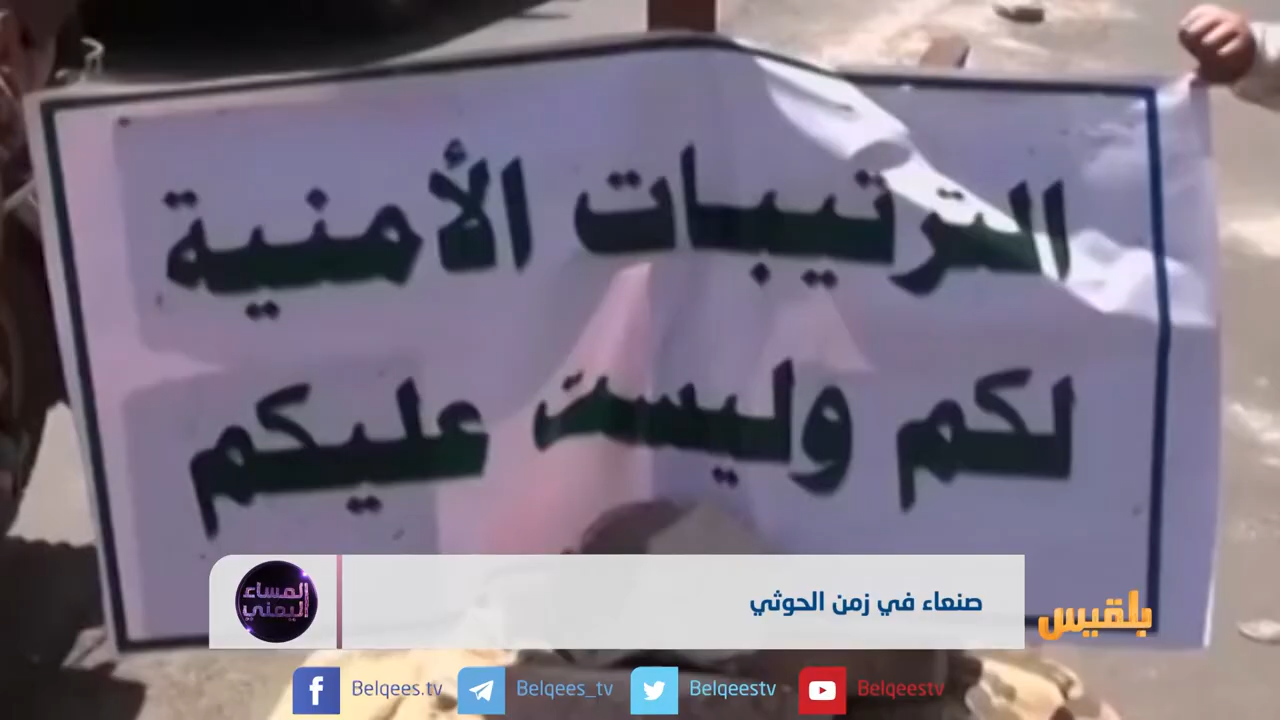 الترتيبات الأمنية
لكم وليست عليكم
صنعاء في زمن الحوثي
المساء
اليمني
بلقيس
Belqees.tv
Belqees_tv
Belqeestv
Belqeestv